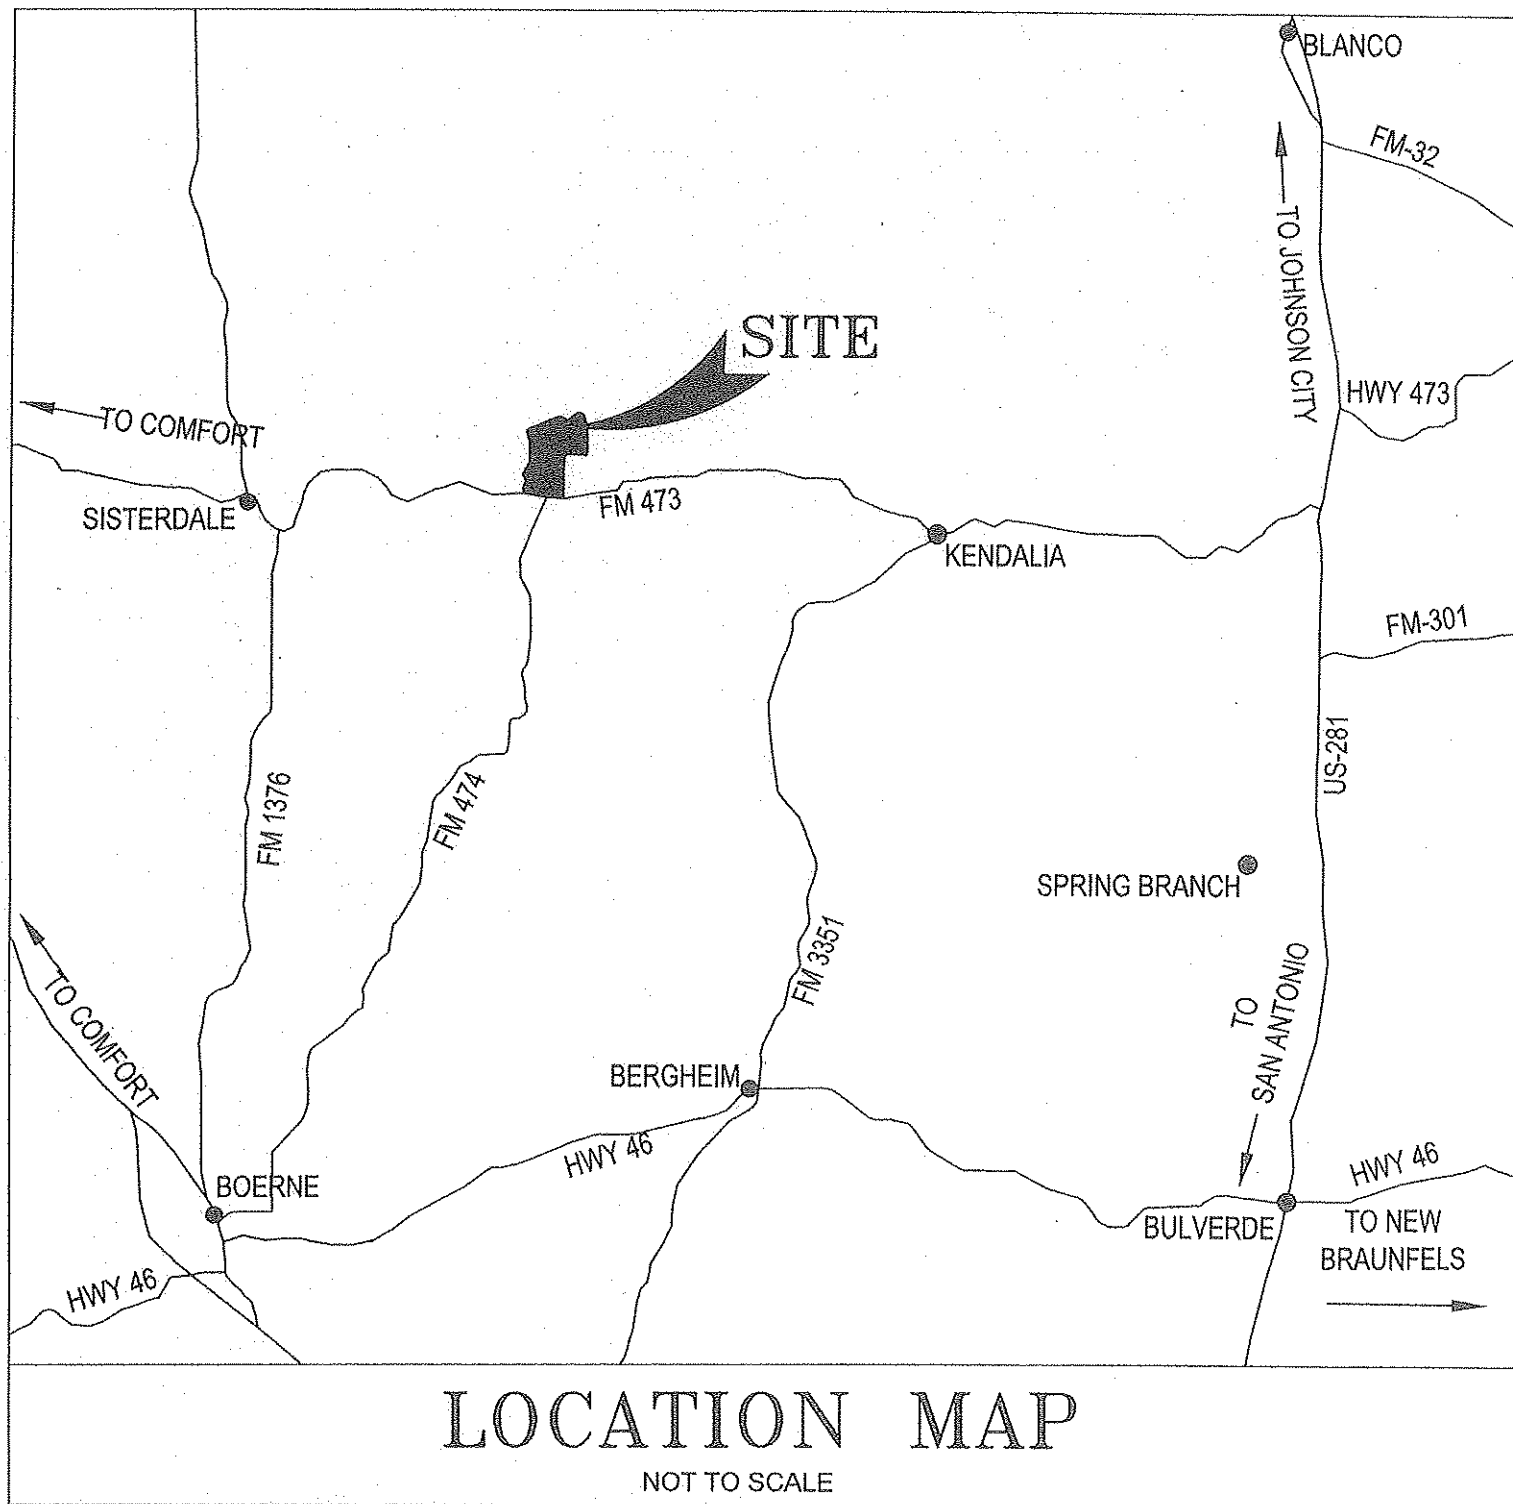 BLANCO
FM-32
TO JOHNSON CITY
SITE
HWY 473
TO COMFORT
SISTERDALE
FM 473
KENDALIA
FM-301
US-281
FM 1376
FM 474
SPRING BRANCH
FM 3351
TO
SAN ANTONIO
TO COMFORT
BERGHEIM
HWY 46
HWY 46
BOERNE
BULVERDE
TO NEW
BRAUNFELS
HWY 46
LOCATION MAP
NOT TO SCALE